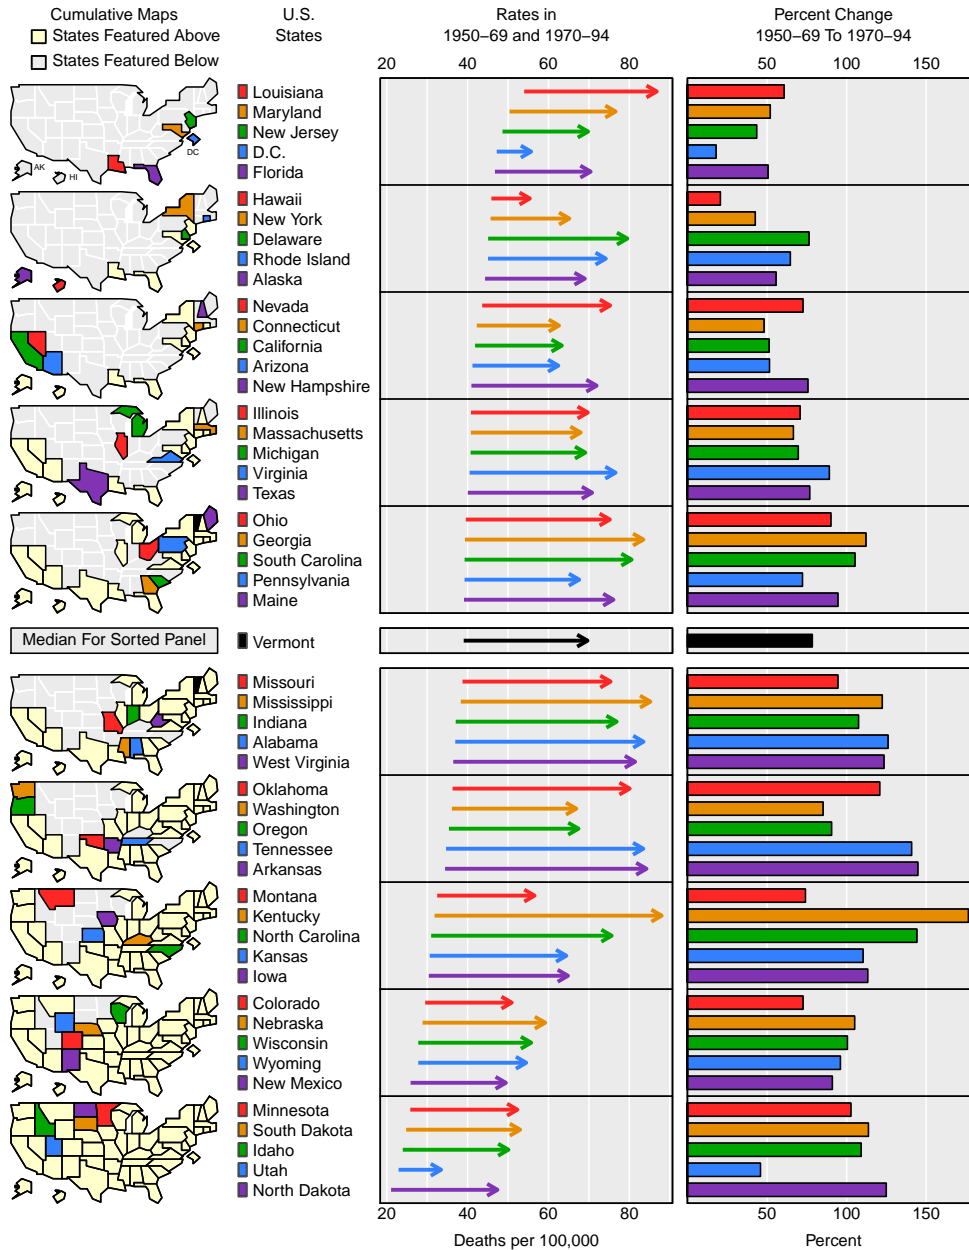 Cumulative Maps
States Featured Above
States Featured Below
U.S.
States
Rates in
1950–69 and 1970–94
Percent Change
1950–69 To 1970–94
20 40 60 80
50 100 150
Louisiana
Maryland
New Jersey
D.C.
Florida
DC
AK
HI
Hawaii
New York
Delaware
Rhode Island
Alaska
Nevada
Connecticut
California
Arizona
New Hampshire
Illinois
Massachusetts
Michigan
Virginia
Texas
Ohio
Georgia
South Carolina
Pennsylvania
Maine
Median For Sorted Panel
Vermont
Missouri
Mississippi
Indiana
Alabama
West Virginia
Oklahoma
Washington
Oregon
Tennessee
Arkansas
Montana
Kentucky
North Carolina
Kansas
Iowa
Colorado
Nebraska
Wisconsin
Wyoming
New Mexico
Minnesota
South Dakota
Idaho
Utah
North Dakota
20 40 60 80
50 100 150
Deaths per 100,000
Percent